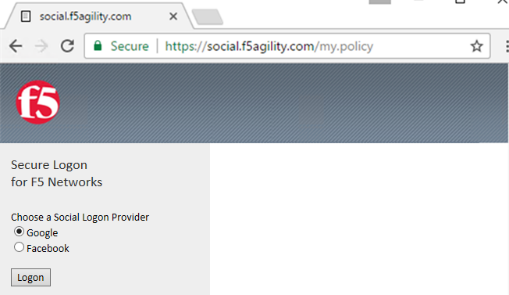 social.f5agility.com
Secure
https://social.f5agility.com/my.policy
f5
Secure Logon
for F5 Networks
Choose a Social Logon Provider
Google
Facebook
Logon